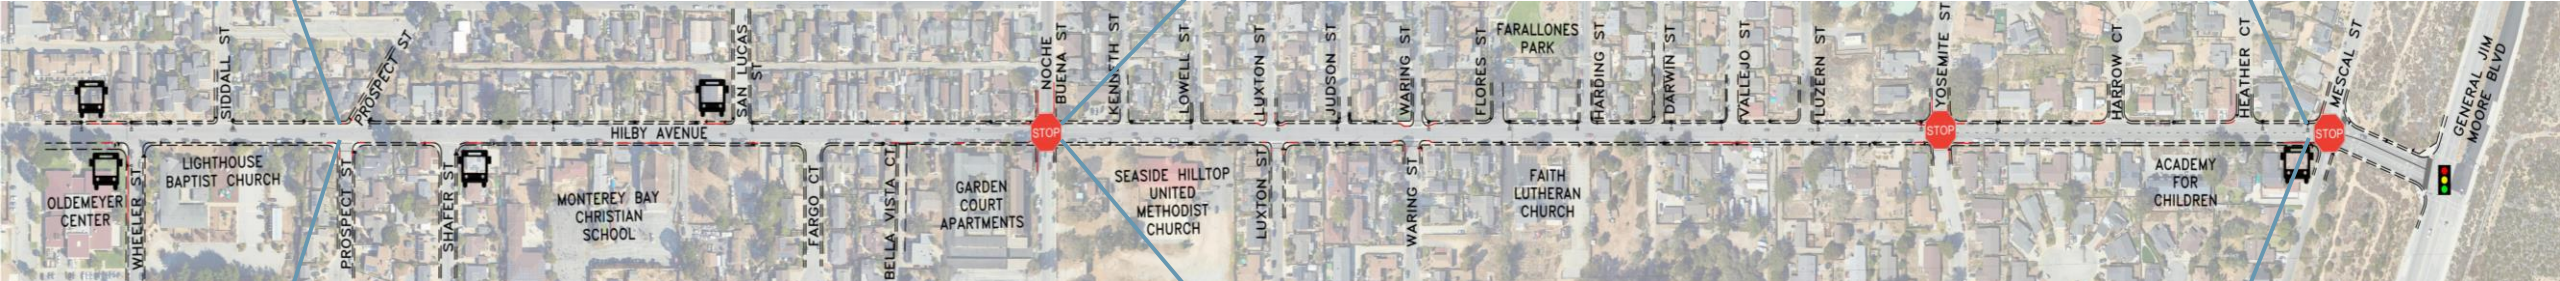 SIDDALL ST
PROSPECT ST
SAN LUCAS
ST
NOCHE
BUENA ST
KENNETH ST
LOWELL ST
LUXTON ST
JUDSON ST
WARING ST
FLORES ST
FARALLONES
PARK
HARDING ST
DARWIN ST
VALLEJO ST
LUZERN ST
YOSEMITE ST
HARROW CT
HEATHER CT
MESCAL ST
GENERAL JIM
MOORE BLVD
HILBY AVENUE
STOP
STOP
STOP
OLDEMEYER
CENTER
WHEELER ST
LIGHTHOUSE
BAPTIST CHURCH
PROSPECT ST
SHAFER ST
MONTEREY BAY
CHRISTIAN
SCHOOL
FARGO CT
BELLA VISTA CT
GARDEN
COURT
APARTMENTS
SEASIDE HILLTOP
UNITED
METHODIST
CHURCH
LUXTON ST
WARING ST
FAITH
LUTHERAN
CHURCH
ACADEMY
FOR
CHILDREN